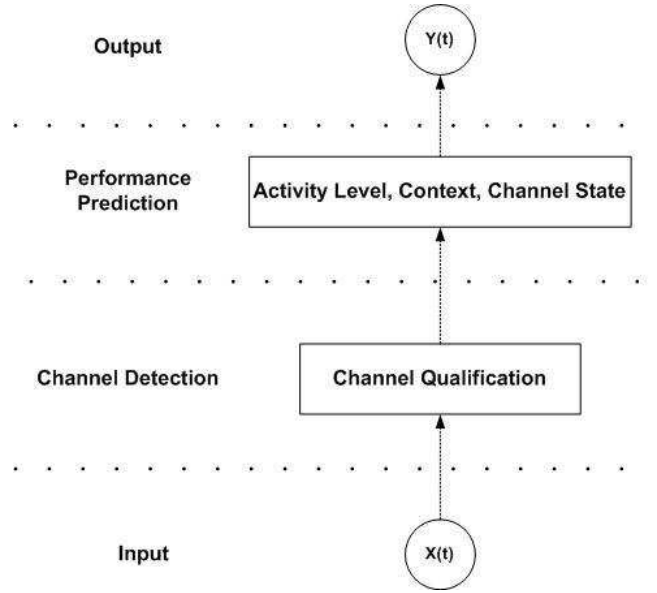 Output
Y(t)
Performance
Prediction
Activity Level, Context, Channel State
Channel Detection
Channel Qualification
Input
X(t)